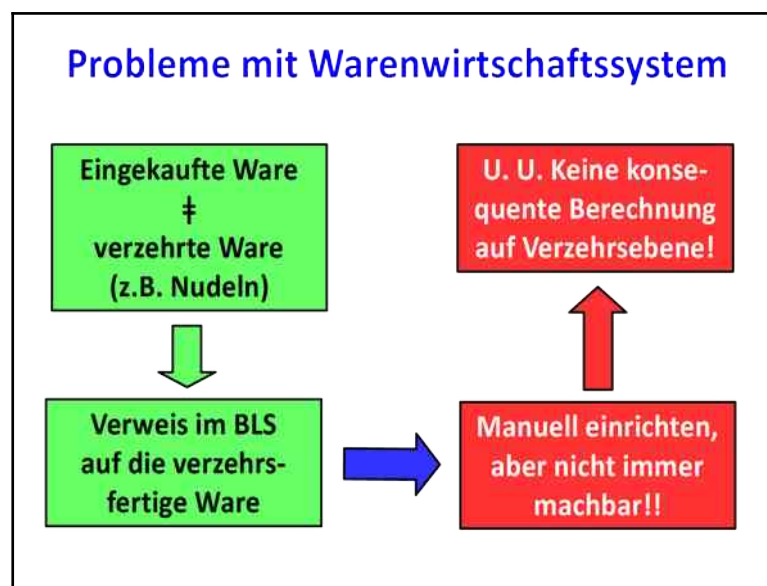 Probleme mit Warenwirtschaftssystem
Eingekaufte Ware
ǂ
verzehrte Ware
(z.B. Nudeln)
Verweis im BLS
auf die verzehrs-
fertige Ware
Manuell einrichten,
aber nicht immer
machbar!!
U. U. Keine konse-
quente Berechnung
auf Verzehrsebene!